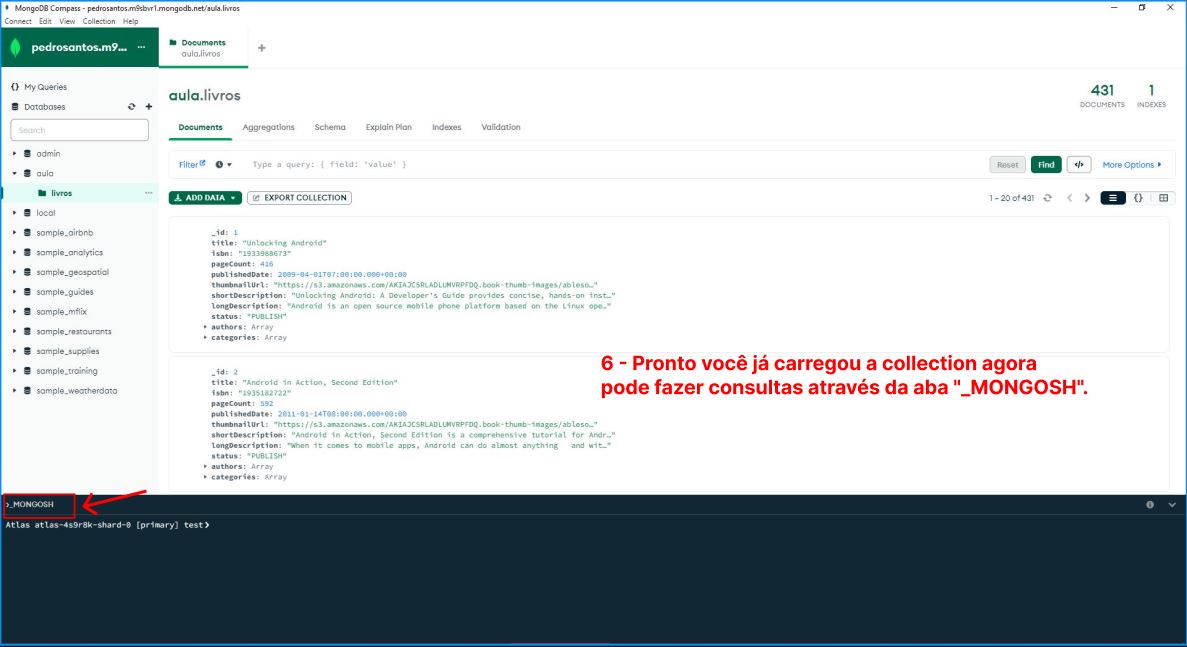 MongoDB Compass - pedrosantos.m9sbvr1.mongodb.net/aula.livros
Connect Edit View Collection Help
pedrosantos.m9... ...
Documents
aula.livros
+
{} My Queries
Databases
Search
admin
aula
livros ...
local
sample_airbnb
sample_analytics
sample_geospatial
sample_guides
sample_mflix
sample_restaurants
sample_supplies
sample_training
sample_weatherdata
aula.livros
431 1
DOCUMENTS INDEXES
Documents Aggregations Schema Explain Plan Indexes Validation
Filter Type a query: { field: 'value' } Reset Find </> More Options
ADD DATA EXPORT COLLECTION 1 – 20 of 431 {}
_id: 1
title: "Unlocking Android"
isbn: "1933988673"
pageCount: 416
publishedDate: 2009-04-01T07:00:00.000+00:00
thumbnailUrl: "https://s3.amazonaws.com/AKIAJC5RLADLUMVRPFDQ.book-thumb-images/ableso…"
shortDescription: "Unlocking Android: A Developer's Guide provides concise, hands-on inst…"
longDescription: "Android is an open source mobile phone platform based on the Linux ope…"
status: "PUBLISH"
authors: Array
categories: Array
_id: 2
title: "Android in Action, Second Edition"
isbn: "1935182722"
pageCount: 592
publishedDate: 2011-01-14T08:00:00.000+00:00
thumbnailUrl: "https://s3.amazonaws.com/AKIAJC5RLADLUMVRPFDQ.book-thumb-images/ableso…"
shortDescription: "Android in Action, Second Edition is a comprehensive tutorial for Andr…"
longDescription: "When it comes to mobile apps, Android can do almost anything   and wit…"
status: "PUBLISH"
authors: Array
categories: Array
6 - Pronto você já carregou a collection agora
pode fazer consultas através da aba "_MONGOSH".
>_MONGOSH
Atlas atlas-4s9r8k-shard-0 [primary] test>